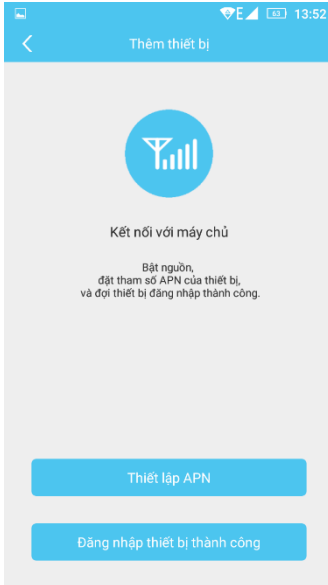 E 63 13:52
Thêm thiết bị
Kết nối với máy chủ
Bật nguồn,
đặt tham số APN của thiết bị,
và đợi thiết bị đăng nhập thành công.
Thiết lập APN
Đăng nhập thiết bị thành công